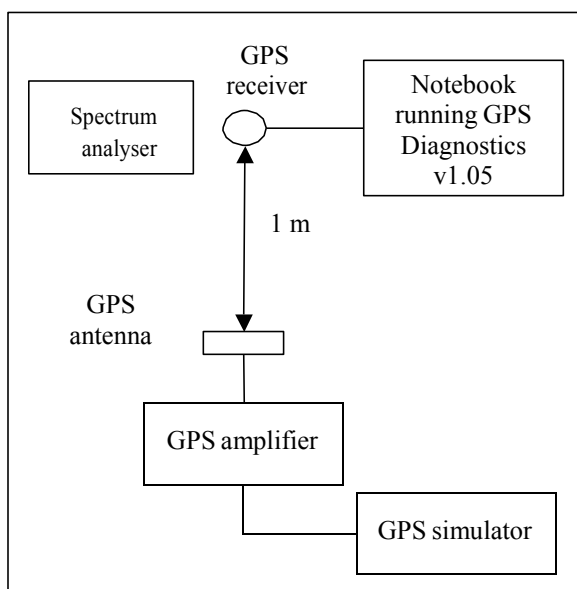 GPS
receiver
Spectrum
analyser
Notebook
running GPS
Diagnostics
v1.05
1 m
GPS
antenna
GPS amplifier
GPS simulator